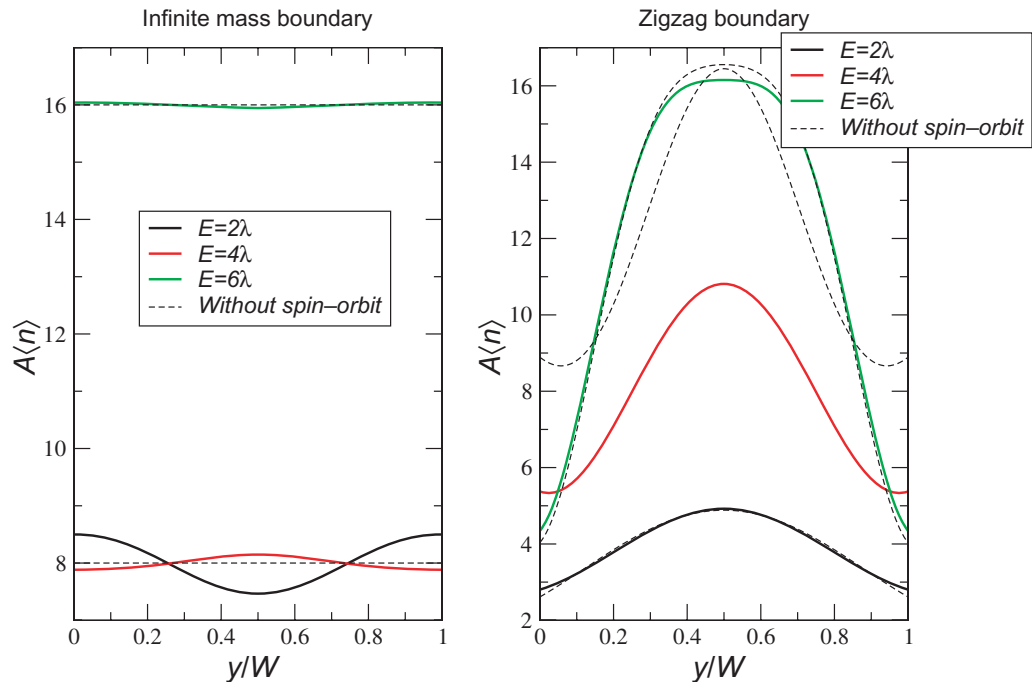 Infinite mass boundary
Zigzag boundary
A⟨n⟩
16
14
12
10
8
E=2λ
E=4λ
E=6λ
Without spin–orbit
0
0.2
0.4
0.6
0.8
1
y/W
A⟨n⟩
16
14
12
10
8
6
4
2
E=2λ
E=4λ
E=6λ
Without spin–orbit
0
0.2
0.4
0.6
0.8
1
y/W